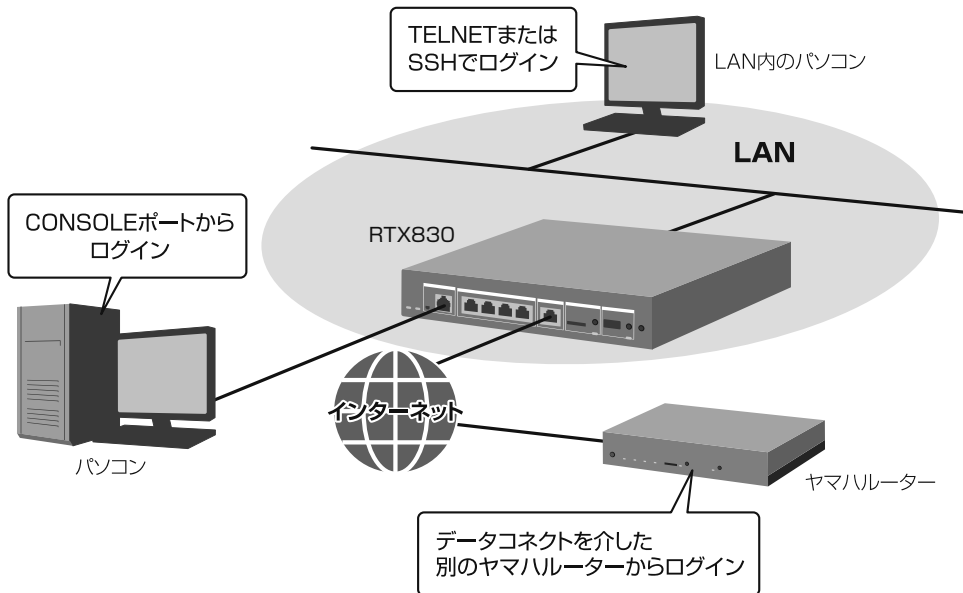 TELNETまたは
SSHでログイン
LAN内のパソコン
LAN
CONSOLEポートから
ログイン
RTX830
インターネット
パソコン
ヤマハルーター
データコネクトを介した
別のヤマハルーターからログイン